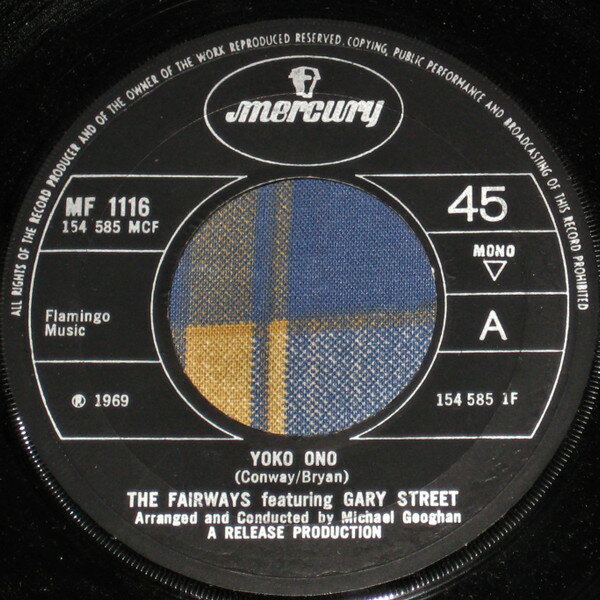 ALL RIGHTS OF THE RECORD PRODUCER AND OF THE OWNER OF THE WORK REPRODUCED RESERVED. COPYING, PUBLIC PERFORMANCE AND BROADCASTING OF THIS RECORD PROHIBITED
mercury
MF 1116
154 585 MCF
45
MONO
Flamingo
Music
A
℗ 1969
154 585 1F
YOKO ONO
(Conway/Bryan)
THE FAIRWAYS featuring GARY STREET
Arranged and Conducted by Michael Geoghan
A RELEASE PRODUCTION